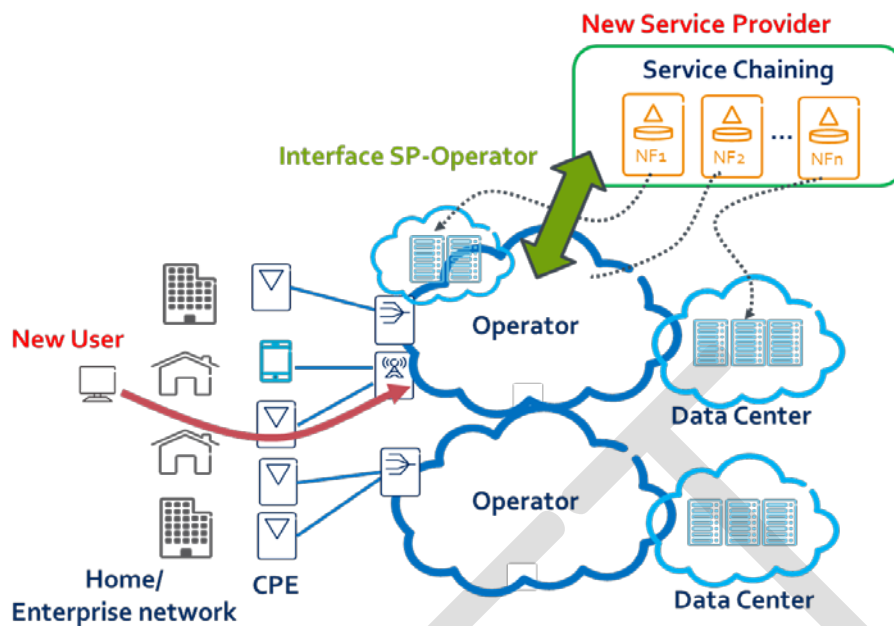 New Service Provider
Service Chaining
NF1
NF2
...
NFn
Interface SP-Operator
Operator
New User
Data Center
Operator
Home/
Enterprise network
CPE
Data Center